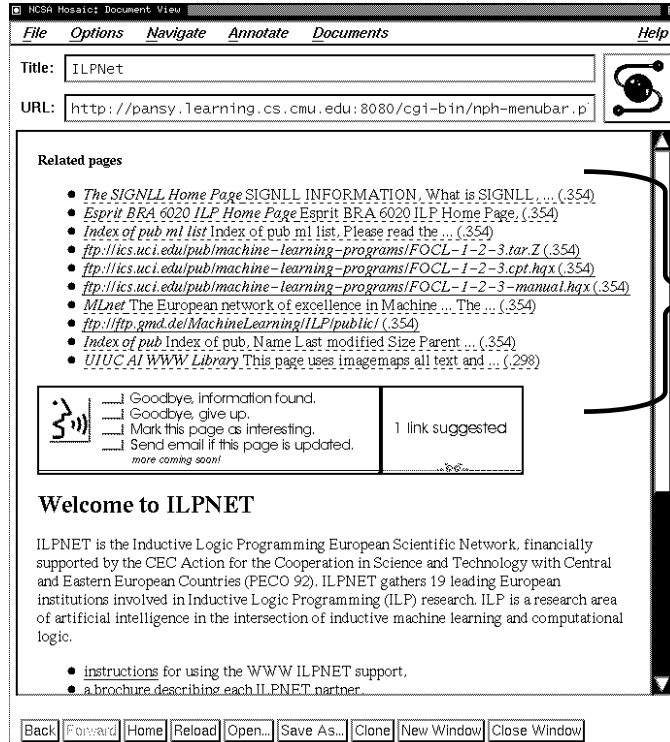 NCSA Mosaic: Document View
File Options Navigate Annotate Documents Help
Title: ILPNet
URL: http://pansy.learning.cs.cmu.edu:8080/cgi-bin/nph-menubar.p
Related pages
The SIGNLL Home Page SIGNLL INFORMATION, What is SIGNLL, ... (.354)
Esprit BRA 6020 ILP Home Page Esprit BRA 6020 ILP Home Page, (.354)
Index of pub ml list Index of pub ml list, Please read the ... (.354)
ftp://ics.uci.edu/pub/machine-learning-programs/FOCL-1-2-3.tar.Z (.354)
ftp://ics.uci.edu/pub/machine-learning-programs/FOCL-1-2-3.cpt.hqx (.354)
ftp://ics.uci.edu/pub/machine-learning-programs/FOCL-1-2-3-manual.hqx (.354)
MLnet The European network of excellence in Machine ... The ... (.354)
ftp://ftp.gmd.de/MachineLearning/ILP/public/ (.354)
Index of pub Index of pub, Name Last modified Size Parent ... (.354)
UIUC AI WWW Library This page uses imagemaps all text and ... (.298)
Goodbye, information found.
Goodbye, give up.
Mark this page as interesting.
Send email if this page is updated.
more coming soon!
1 link suggested
Welcome to ILPNET
ILPNET is the Inductive Logic Programming European Scientific Network, financially
supported by the CEC Action for the Cooperation in Science and Technology with Central
and Eastern European Countries (PECO 92). ILPNET gathers 19 leading European
institutions involved in Inductive Logic Programming (ILP) research. ILP is a research area
of artificial intelligence in the intersection of inductive machine learning and computational
logic.
instructions for using the WWW ILPNET support,
a brochure describing each ILPNET partner,
Back Forward Home Reload Open... Save As... Clone New Window Close Window